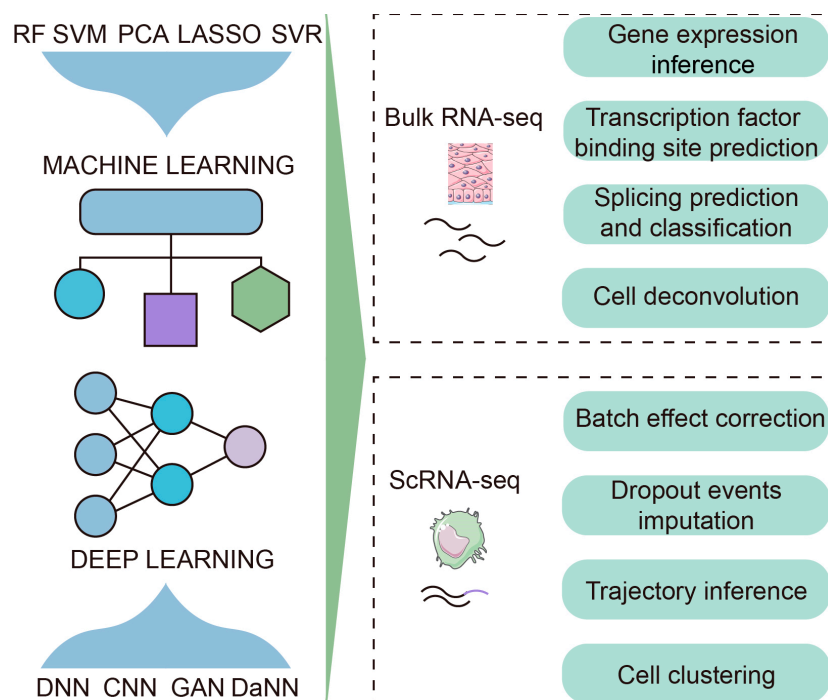 RF SVM PCA LASSO SVR
MACHINE LEARNING
DEEP LEARNING
DNN CNN GAN DaNN
Bulk RNA-seq
Gene expression
inference
Transcription factor
binding site prediction
Splicing prediction
and classification
Cell deconvolution
ScRNA-seq
Batch effect correction
Dropout events
imputation
Trajectory inference
Cell clustering